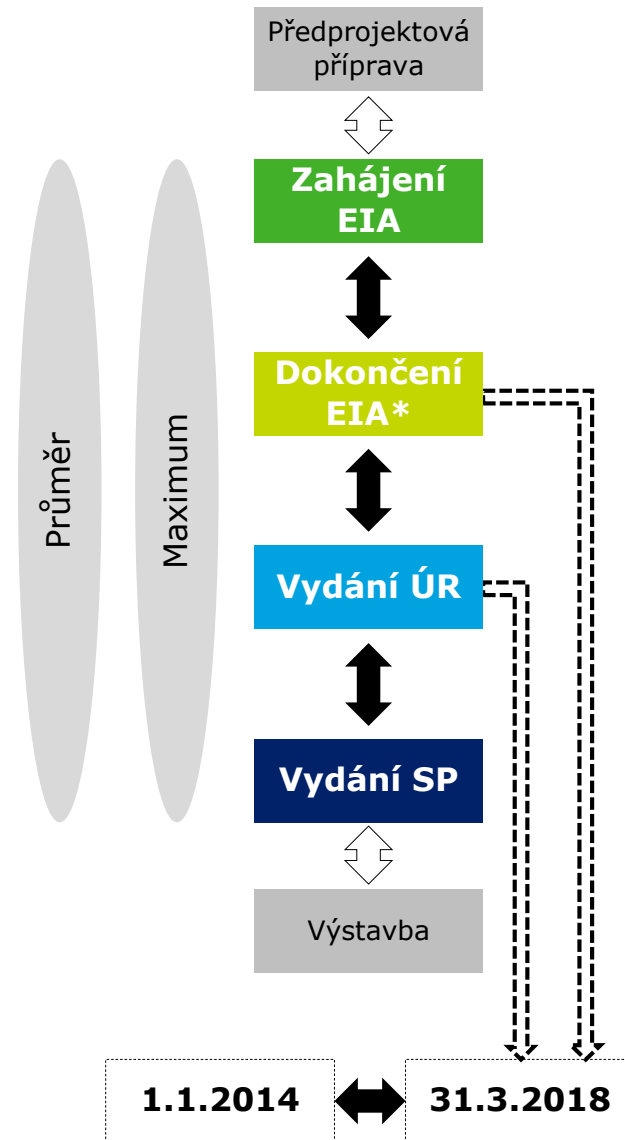 Předprojektová
příprava
Zahájení
EIA
Dokončení
EIA*
Průměr
Maximum
Vydání ÚR
Vydání SP
Výstavba
1.1.2014
31.3.2018